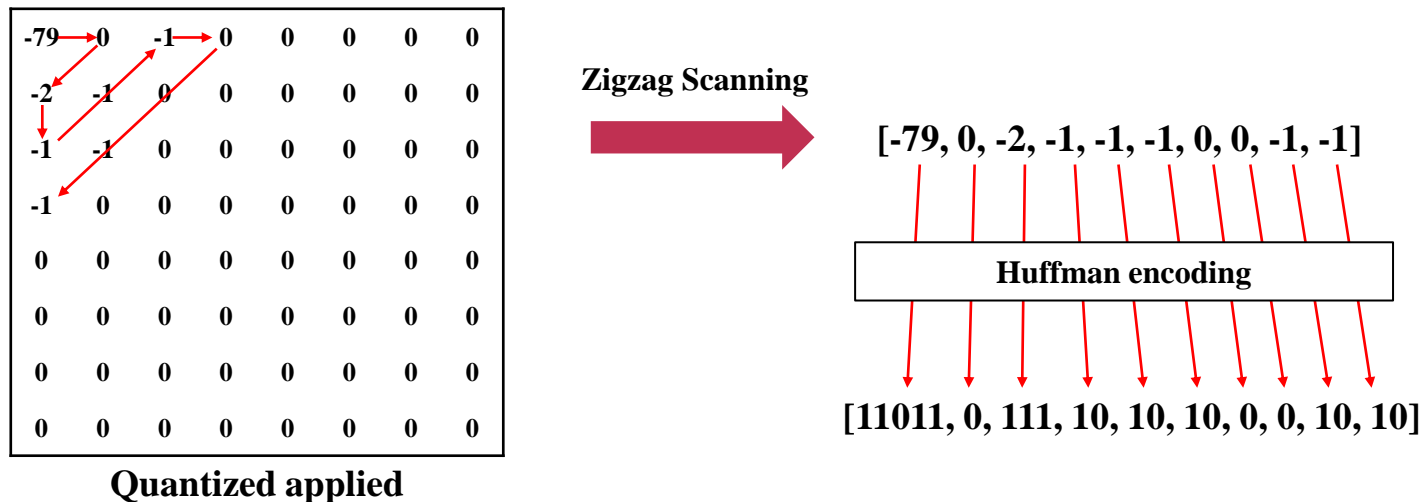 -79 0 -1 0 0 0 0 0
-2 -1 0 0 0 0 0 0
-1 -1 0 0 0 0 0 0
-1 0 0 0 0 0 0 0
0 0 0 0 0 0 0 0
0 0 0 0 0 0 0 0
0 0 0 0 0 0 0 0
0 0 0 0 0 0 0 0
Quantized applied
Zigzag Scanning
[-79, 0, -2, -1, -1, -1, 0, 0, -1, -1]
Huffman encoding
[11011, 0, 111, 10, 10, 10, 0, 0, 10, 10]